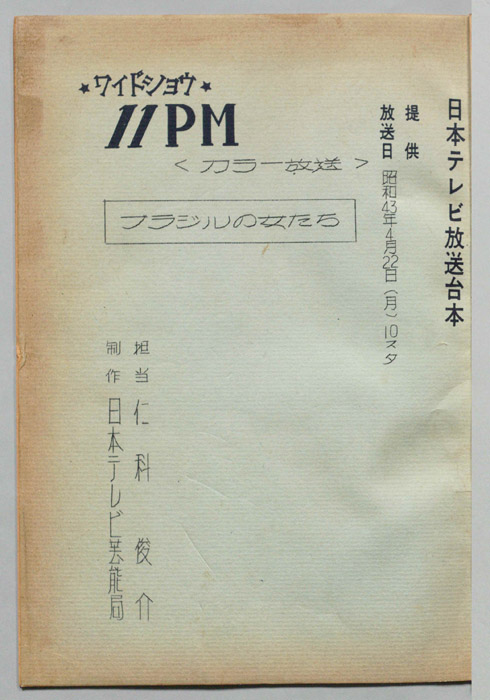 日本テレビ放送台本
提供
放送日 昭和43年4月22日(月)10スタ
★ワイドショウ★
11PM
<カラー放送>
ブラジルの女たち
担当 仁科俊介
制作 日本テレビ芸能局